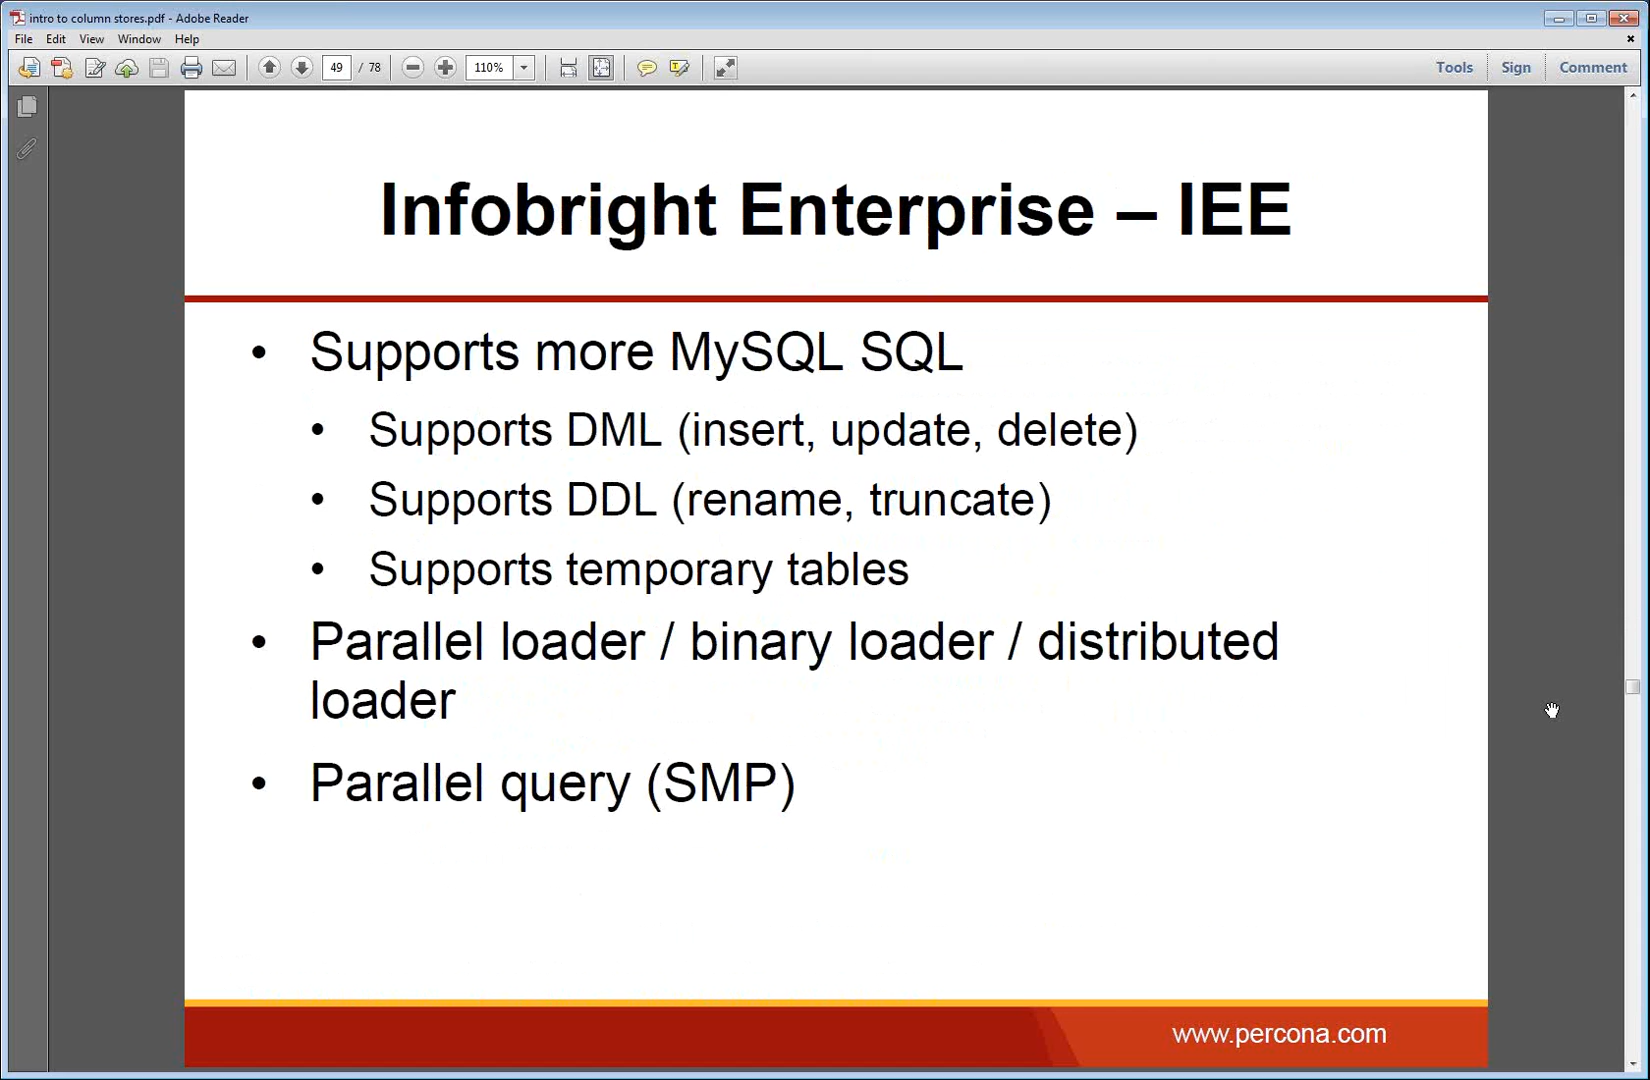 intro to column stores.pdf - Adobe Reader
File Edit View Window Help
49 / 78 110% Tools Sign Comment
Infobright Enterprise – IEE
• Supports more MySQL SQL
• Supports DML (insert, update, delete)
• Supports DDL (rename, truncate)
• Supports temporary tables
• Parallel loader / binary loader / distributed
loader
• Parallel query (SMP)
www.percona.com